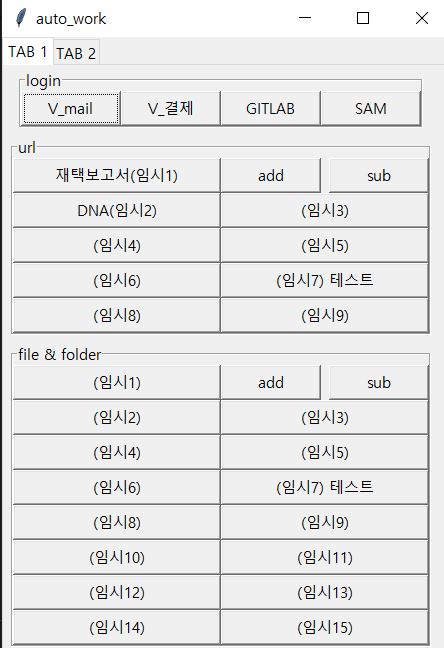 auto_work
TAB 1 TAB 2
login
V_mail V_결제 GITLAB SAM
url
재택보고서(임시1) add sub
DNA(임시2) (임시3)
(임시4) (임시5)
(임시6) (임시7) 테스트
(임시8) (임시9)
file & folder
(임시1) add sub
(임시2) (임시3)
(임시4) (임시5)
(임시6) (임시7) 테스트
(임시8) (임시9)
(임시10) (임시11)
(임시12) (임시13)
(임시14) (임시15)